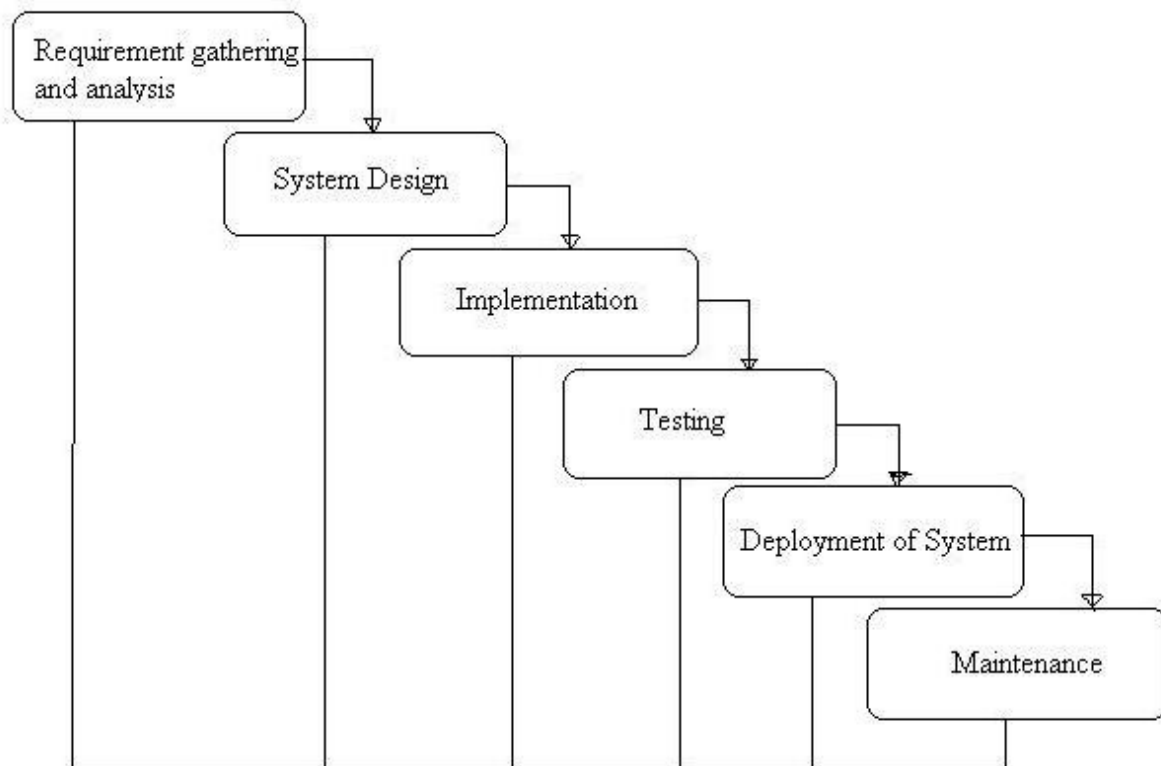 Requirement gathering
and analysis
System Design
Implementation
Testing
Deployment of System
Maintenance